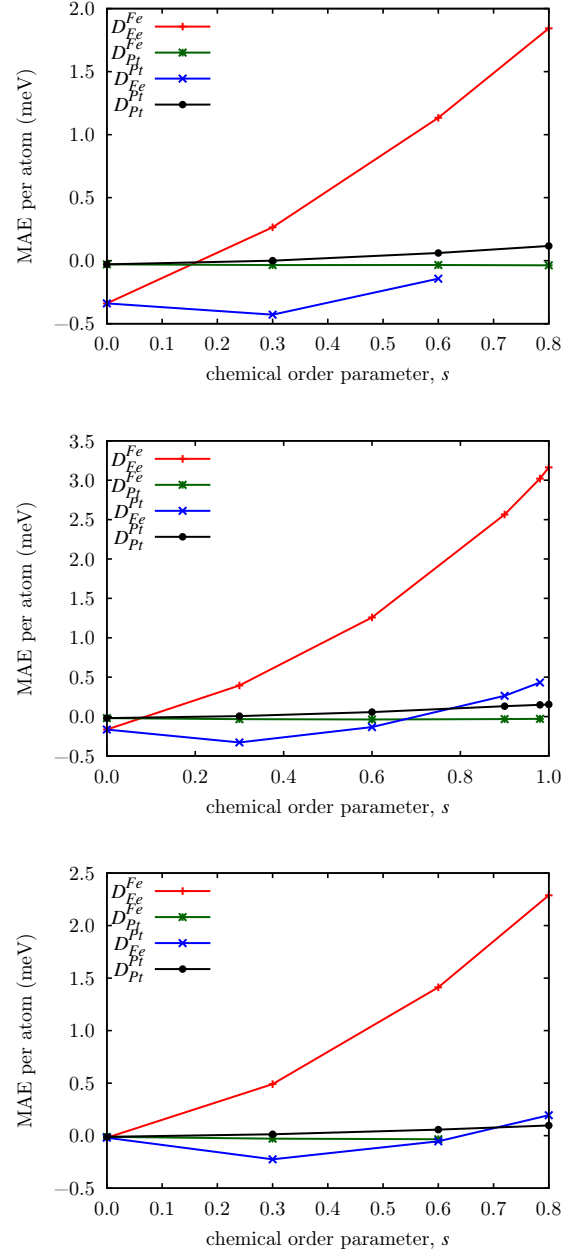 MAE per atom (meV)
2.0
1.5
1.0
0.5
0.0
−0.5
D^{Fe}_{Fe}
D^{Fe}_{Pt}
D^{Pt}_{Fe}
D^{Pt}_{Pt}
0.0 0.1 0.2 0.3 0.4 0.5 0.6 0.7 0.8
chemical order parameter, s
MAE per atom (meV)
3.5
3.0
2.5
2.0
1.5
1.0
0.5
0.0
−0.5
D^{Fe}_{Fe}
D^{Fe}_{Pt}
D^{Pt}_{Fe}
D^{Pt}_{Pt}
0.0 0.2 0.4 0.6 0.8 1.0
chemical order parameter, s
MAE per atom (meV)
2.5
2.0
1.5
1.0
0.5
0.0
−0.5
D^{Fe}_{Fe}
D^{Fe}_{Pt}
D^{Pt}_{Fe}
D^{Pt}_{Pt}
0.0 0.1 0.2 0.3 0.4 0.5 0.6 0.7 0.8
chemical order parameter, s